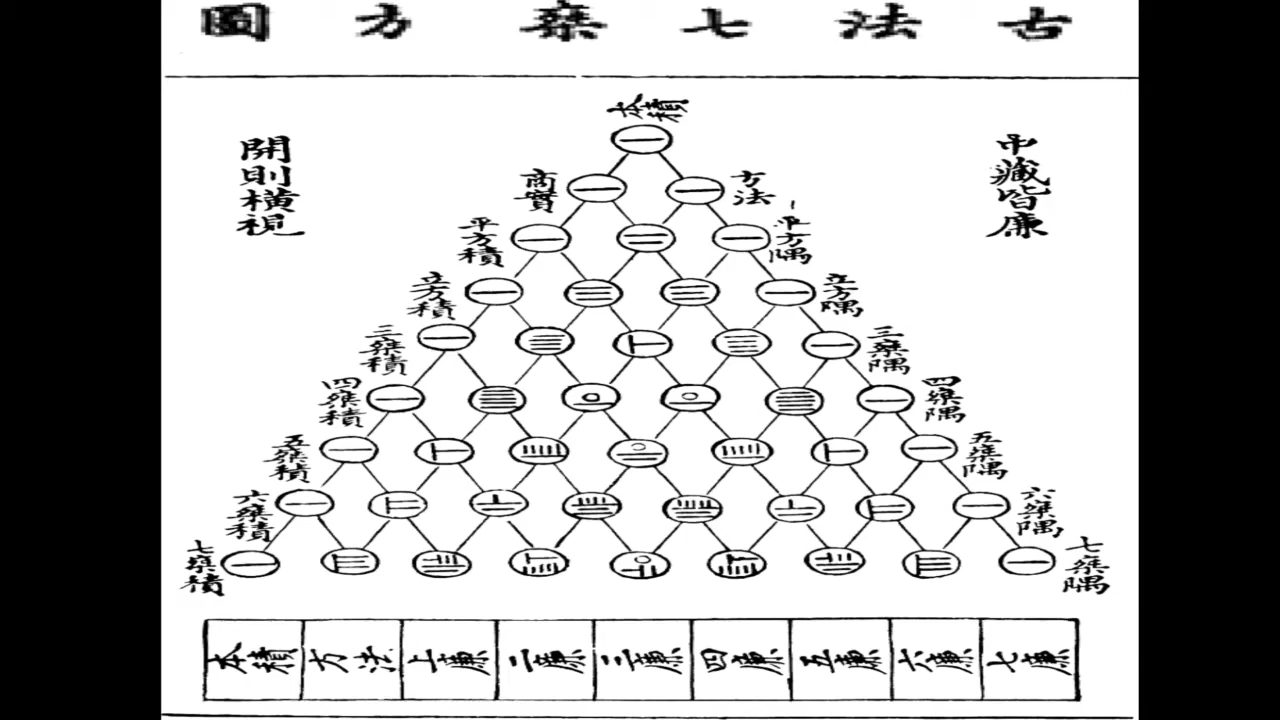 古法七乘方圖
中藏皆廉
開則橫視
本積
商實
方法
平方積
平方隅
立方積
立方隅
三乘積
三乘隅
四乘積
四乘隅
五乘積
五乘隅
六乘積
六乘隅
七乘積
七乘隅
本積 方法 上廉 二廉 三廉 四廉 五廉 六廉 七廉